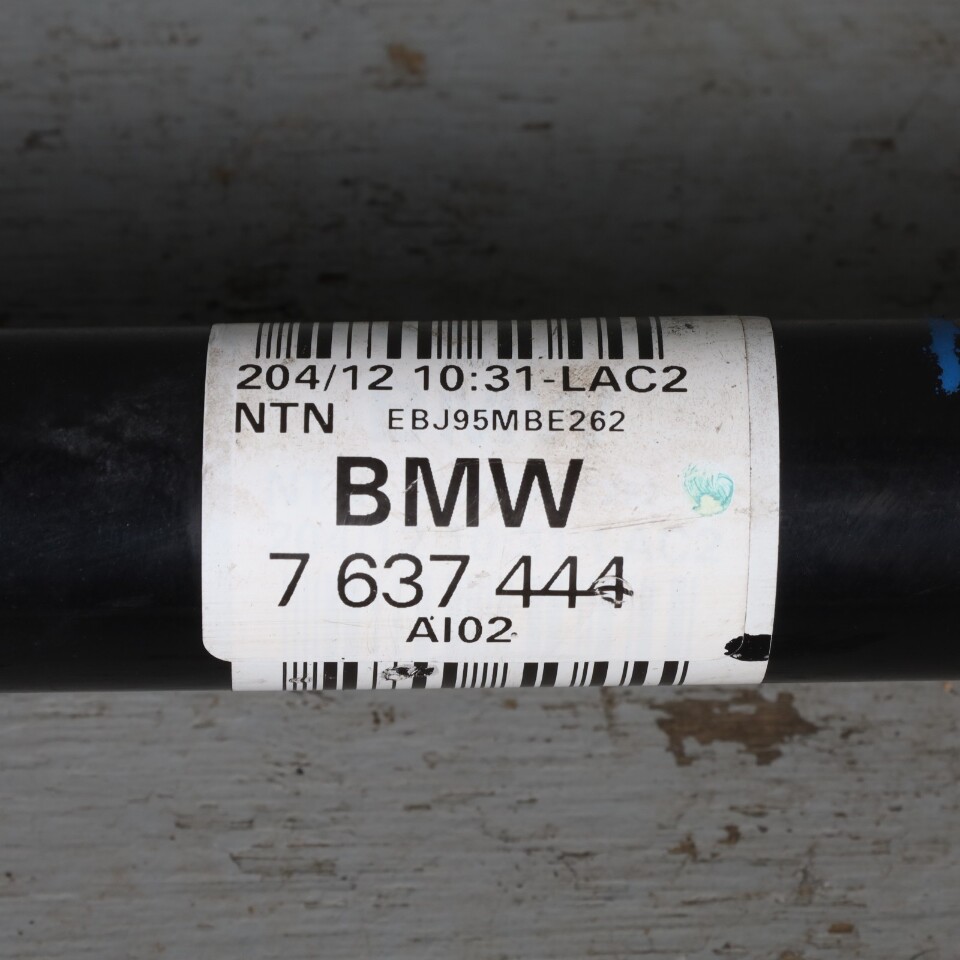 204/12 10:31-LAC2
NTN EBJ95MBE262
BMW
7 637 444
AI02